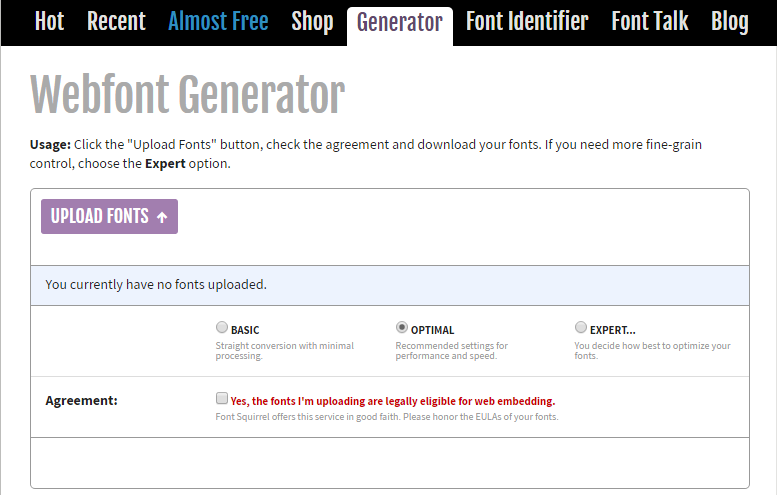 Hot Recent Almost Free Shop Generator Font Identifier Font Talk Blog
Webfont Generator
Usage: Click the "Upload Fonts" button, check the agreement and download your fonts. If you need more fine-grain
control, choose the Expert option.
UPLOAD FONTS ↑
You currently have no fonts uploaded.
BASIC
Straight conversion with minimal
processing.
OPTIMAL
Recommended settings for
performance and speed.
EXPERT...
You decide how best to optimize your
fonts.
Agreement:
Yes, the fonts I'm uploading are legally eligible for web embedding.
Font Squirrel offers this service in good faith. Please honor the EULAs of your fonts.